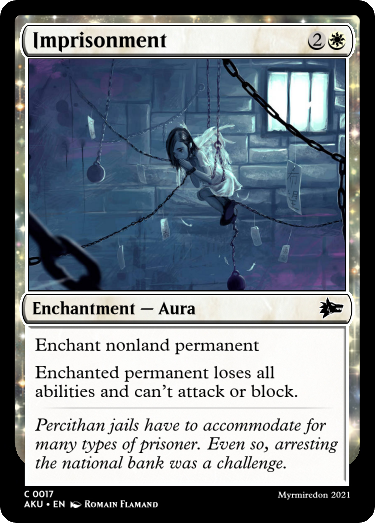 Imprisonment 2
Enchantment — Aura
Enchant nonland permanent
Enchanted permanent loses all
abilities and can't attack or block.
Percithan jails have to accommodate for
many types of prisoner. Even so, arresting
the national bank was a challenge.
C 0017
AKU • EN Romain Flamand
Myrmiredon 2021